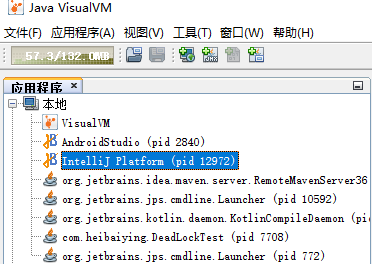 Java VisualVM
文件(F) 应用程序(A) 视图(V) 工具(T) 窗口(W) 帮助(H)
57.3/132.0MB
应用程序
本地
VisualVM
AndroidStudio (pid 2840)
IntelliJ Platform (pid 12972)
org.jetbrains.idea.maven.server.RemoteMavenServer36
org.jetbrains.jps.cmdline.Launcher (pid 10592)
org.jetbrains.kotlin.daemon.KotlinCompileDaemon (pid
com.heibaiying.DeadLockTest (pid 7708)
org.jetbrains.jps.cmdline.Launcher (pid 772)